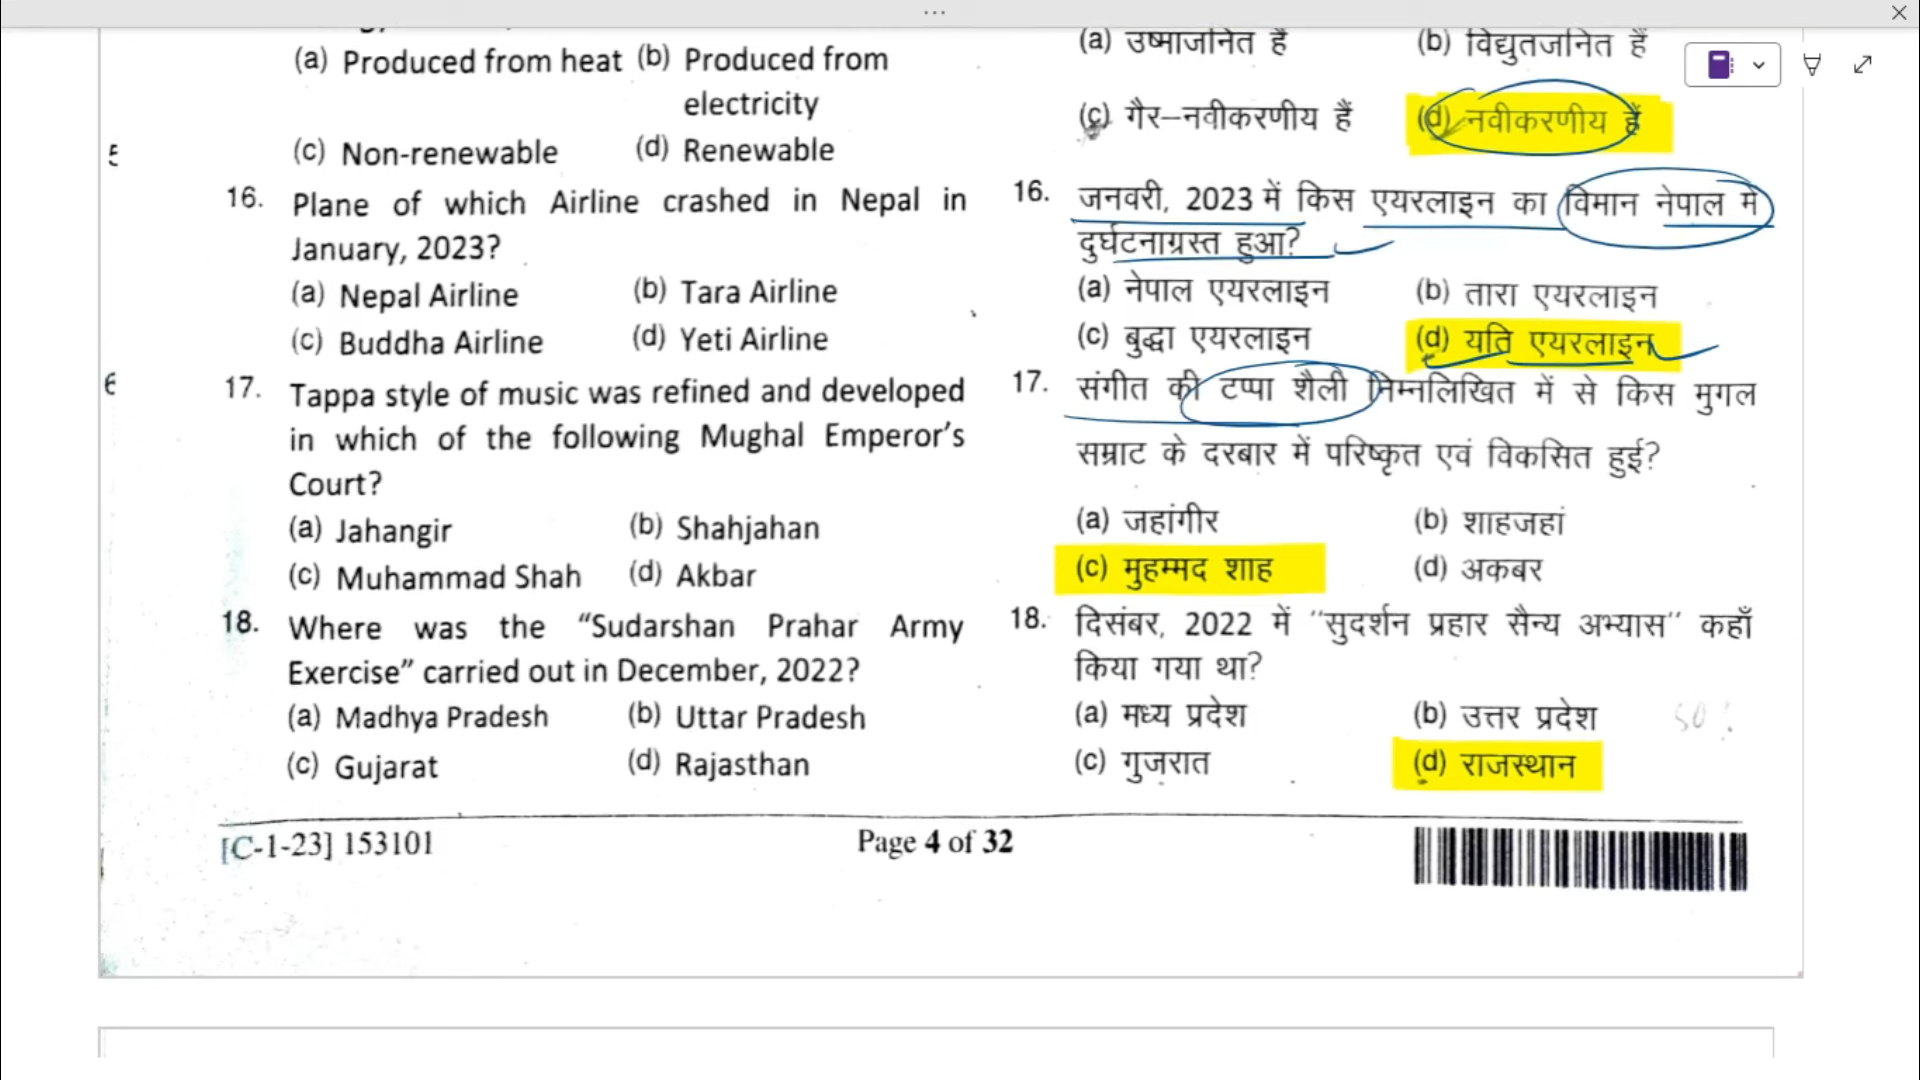 (a) Produced from heat (b) Produced from
electricity
(c) Non-renewable (d) Renewable
16. Plane of which Airline crashed in Nepal in
January, 2023?
(a) Nepal Airline (b) Tara Airline
(c) Buddha Airline (d) Yeti Airline
17. Tappa style of music was refined and developed
in which of the following Mughal Emperor's
Court?
(a) Jahangir (b) Shahjahan
(c) Muhammad Shah (d) Akbar
18. Where was the "Sudarshan Prahar Army
Exercise" carried out in December, 2022?
(a) Madhya Pradesh (b) Uttar Pradesh
(c) Gujarat (d) Rajasthan
(a) उष्माजनित हैं (b) विद्युतजनित हैं
(c) गैर–नवीकरणीय हैं (d) नवीकरणीय हैं
16. जनवरी, 2023 में किस एयरलाइन का विमान नेपाल में
दुर्घटनाग्रस्त हुआ?
(a) नेपाल एयरलाइन (b) तारा एयरलाइन
(c) बुद्धा एयरलाइन (d) यति एयरलाइन
17. संगीत की टप्पा शैली निम्नलिखित में से किस मुगल
सम्राट के दरबार में परिष्कृत एवं विकसित हुई?
(a) जहांगीर (b) शाहजहां
(c) मुहम्मद शाह (d) अकबर
18. दिसंबर, 2022 में "सुदर्शन प्रहार सैन्य अभ्यास" कहाँ
किया गया था?
(a) मध्य प्रदेश (b) उत्तर प्रदेश
(c) गुजरात (d) राजस्थान
[C-1-23] 153101 Page 4 of 32